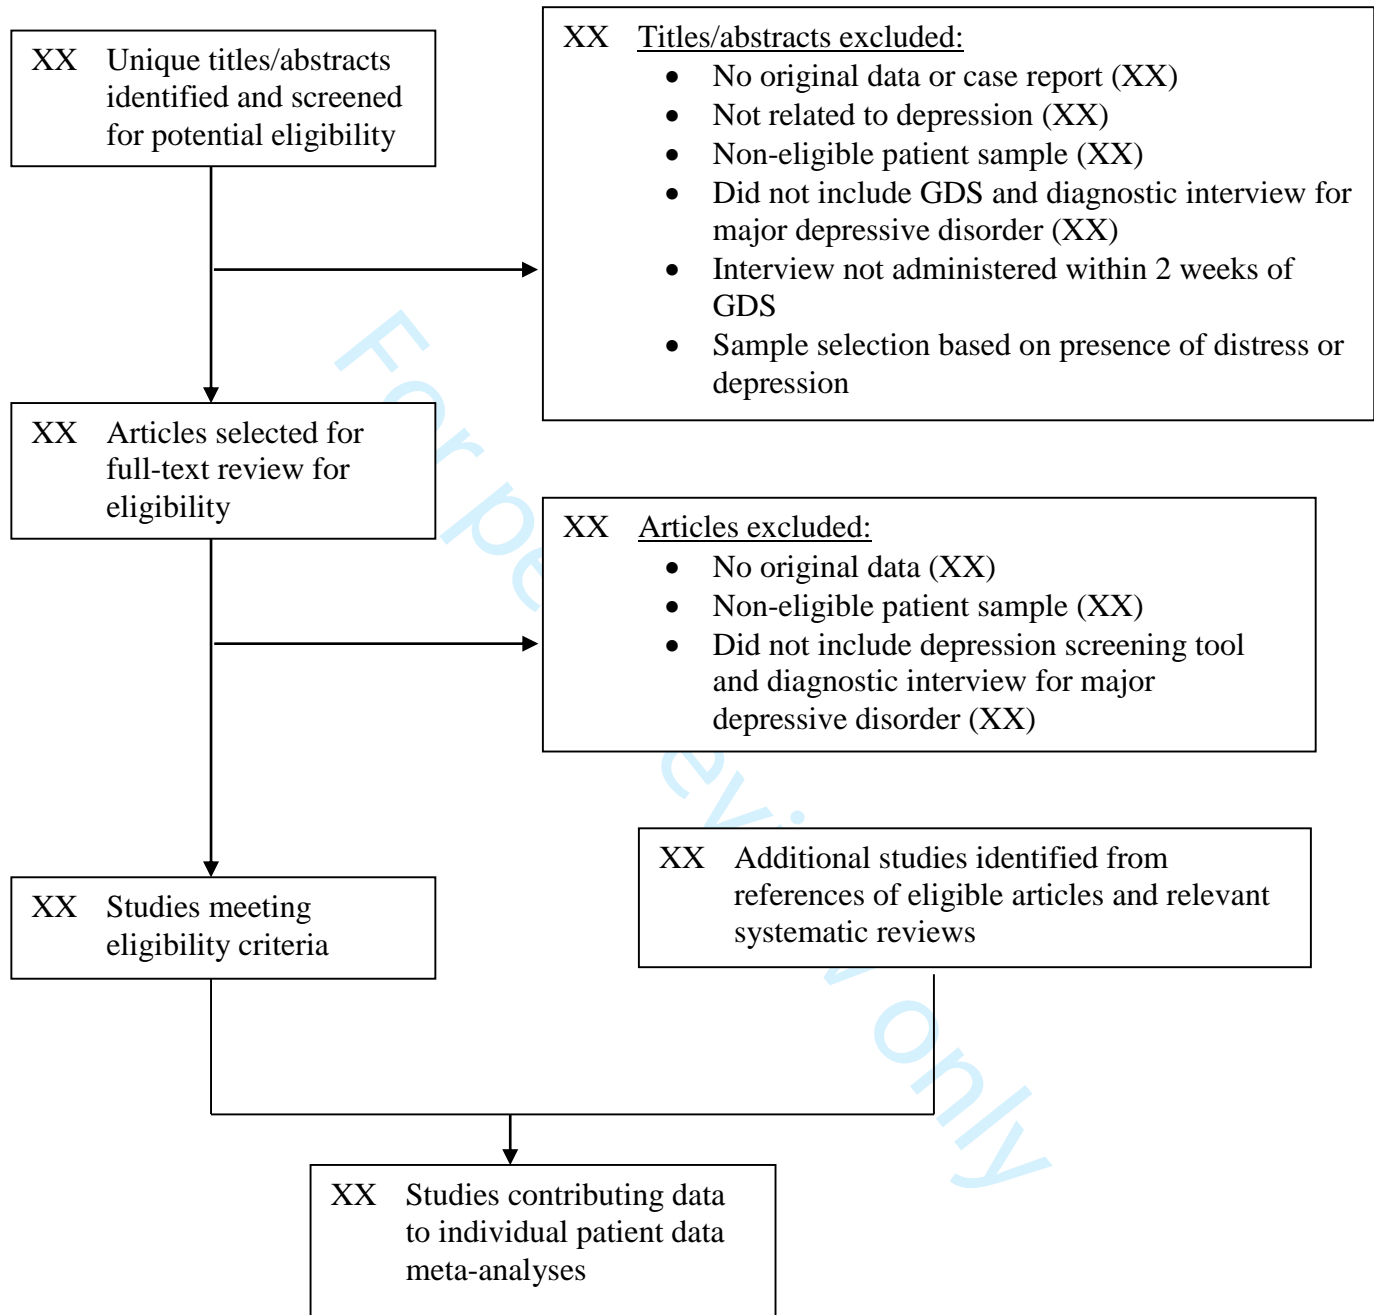 XX Unique titles/abstracts
identified and screened
for potential eligibility
XX Titles/abstracts excluded:
• No original data or case report (XX)
• Not related to depression (XX)
• Non-eligible patient sample (XX)
• Did not include GDS and diagnostic interview for
major depressive disorder (XX)
• Interview not administered within 2 weeks of
GDS
• Sample selection based on presence of distress or
depression
XX Articles selected for
full-text review for
eligibility
XX Articles excluded:
• No original data (XX)
• Non-eligible patient sample (XX)
• Did not include depression screening tool
and diagnostic interview for major
depressive disorder (XX)
XX Additional studies identified from
references of eligible articles and relevant
systematic reviews
XX Studies meeting
eligibility criteria
XX Studies contributing data
to individual patient data
meta-analyses
For peer review only